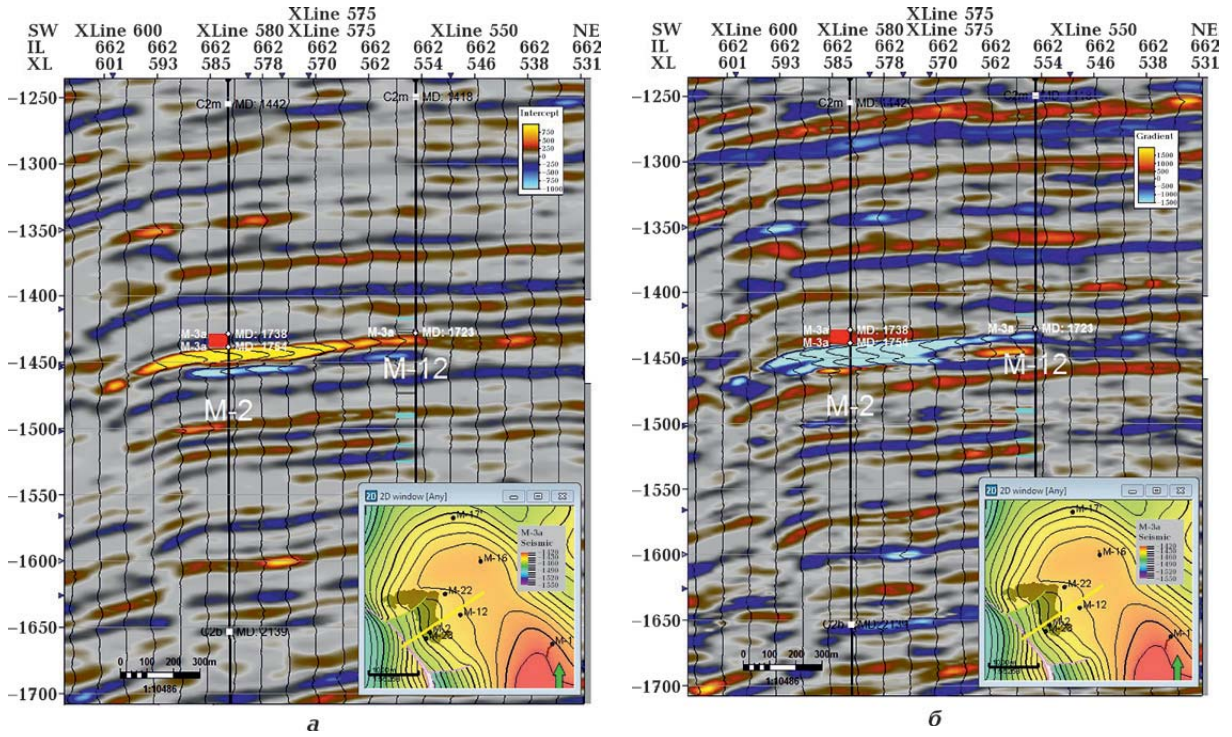 XLine 575
SW XLine 600 XLine 580 XLine 575 XLine 550 NE
IL 662 662 662 662 662 662 662 662 662 662
XL 601 593 585 578 570 562 554 546 538 531
−1250
−1300
−1350
−1400
−1450
−1500
−1550
−1600
−1650
−1700
C2m MD: 1442
C2m MD: 1418
Intercept
750
500
250
0
−250
−500
−750
−1000
M-3a MD: 1738
M-3a
M-3a MD: 1723
M-12
M-2
C2b MD: 2139
0 100 200 300m
1:10486
2D 2D window [Any]
M-3a
Seismic
M-17
M-16
M-22
M-12
M-1
а
XLine 575
SW XLine 600 XLine 580 XLine 575 XLine 550 NE
IL 662 662 662 662 662 662 662 662 662 662
XL 601 593 585 578 570 562 554 546 538 531
−1250
−1300
−1350
−1400
−1450
−1500
−1550
−1600
−1650
−1700
C2m MD: 1442
C2m
Gradient
1500
1000
500
0
−500
−1000
−1500
M-3a MD: 1738
M-3a MD: 1754
M-3a MD: 1723
M-12
M-2
C2b MD: 2139
0 100 200 300m
1:10486
2D 2D window [Any]
M-3a
Seismic
M-17
M-16
M-22
M-12
M-1
б